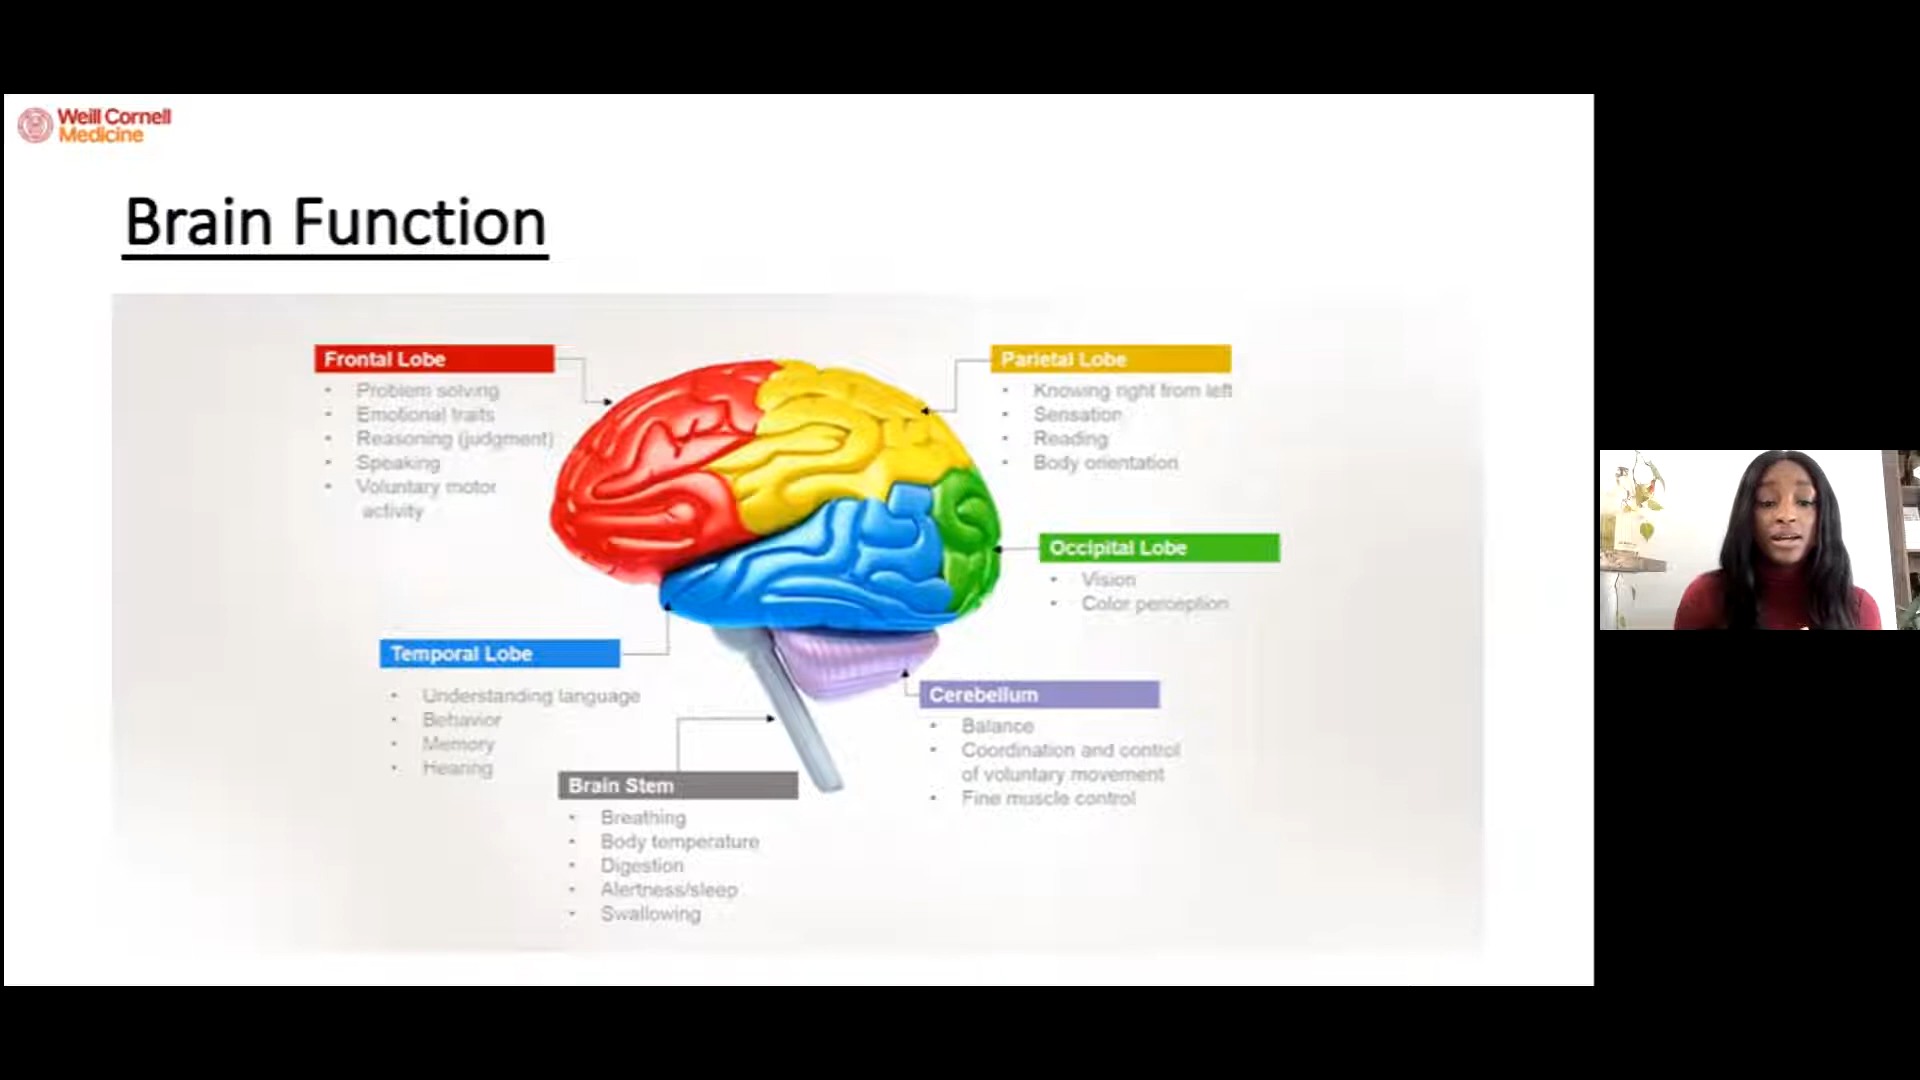 Weill Cornell
Medicine
Brain Function
Frontal Lobe
• Problem solving
• Emotional traits
• Reasoning (judgment)
• Speaking
• Voluntary motor
activity
Parietal Lobe
• Knowing right from left
• Sensation
• Reading
• Body orientation
Occipital Lobe
• Vision
• Color perception
Temporal Lobe
• Understanding language
• Behavior
• Memory
• Hearing
Cerebellum
• Balance
• Coordination and control
of voluntary movement
• Fine muscle control
Brain Stem
• Breathing
• Body temperature
• Digestion
• Alertness/sleep
• Swallowing